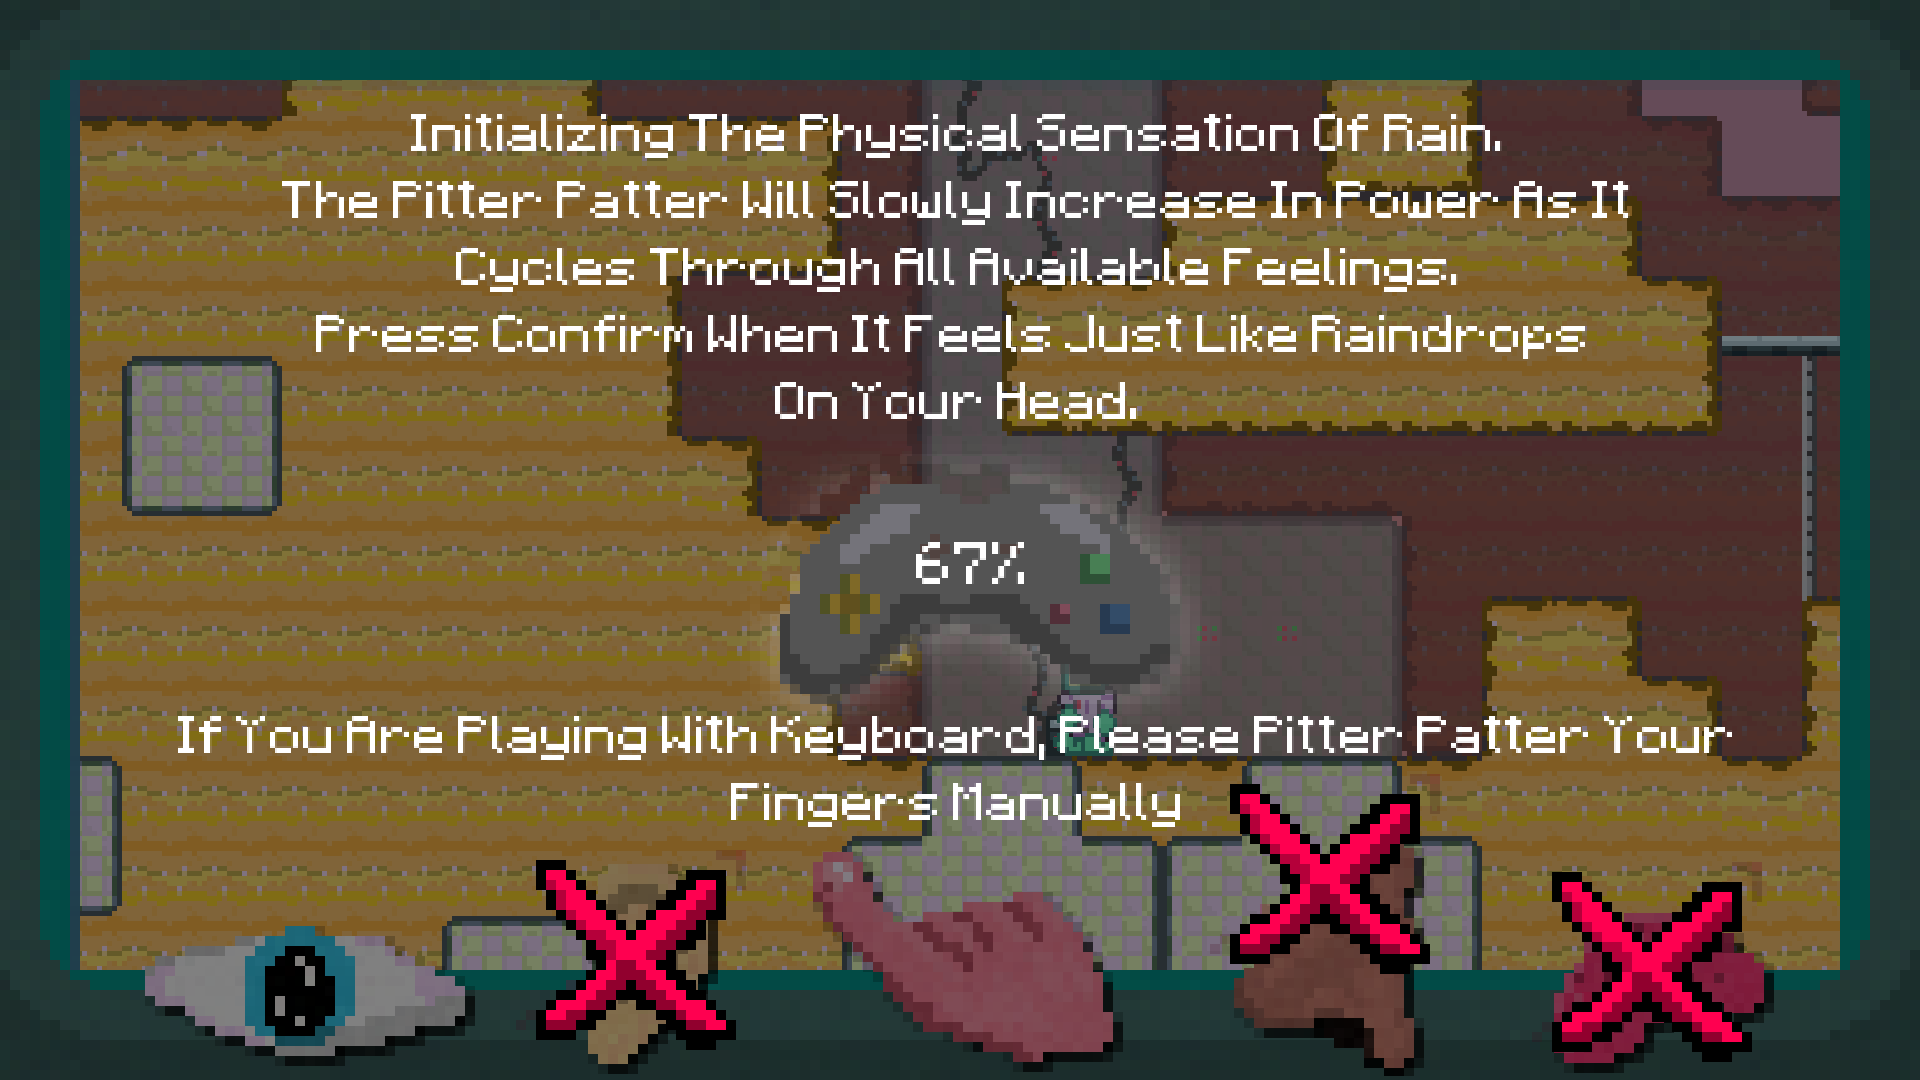 Initializing The Physical Sensation Of Rain.
The Pitter Patter Will Slowly Increase In Power As It
Cycles Through All Available Feelings.
Press Confirm When It Feels Just Like Raindrops
On Your Head.
67%
If You Are Playing With Keyboard, Please Pitter Patter Your
Fingers Manually